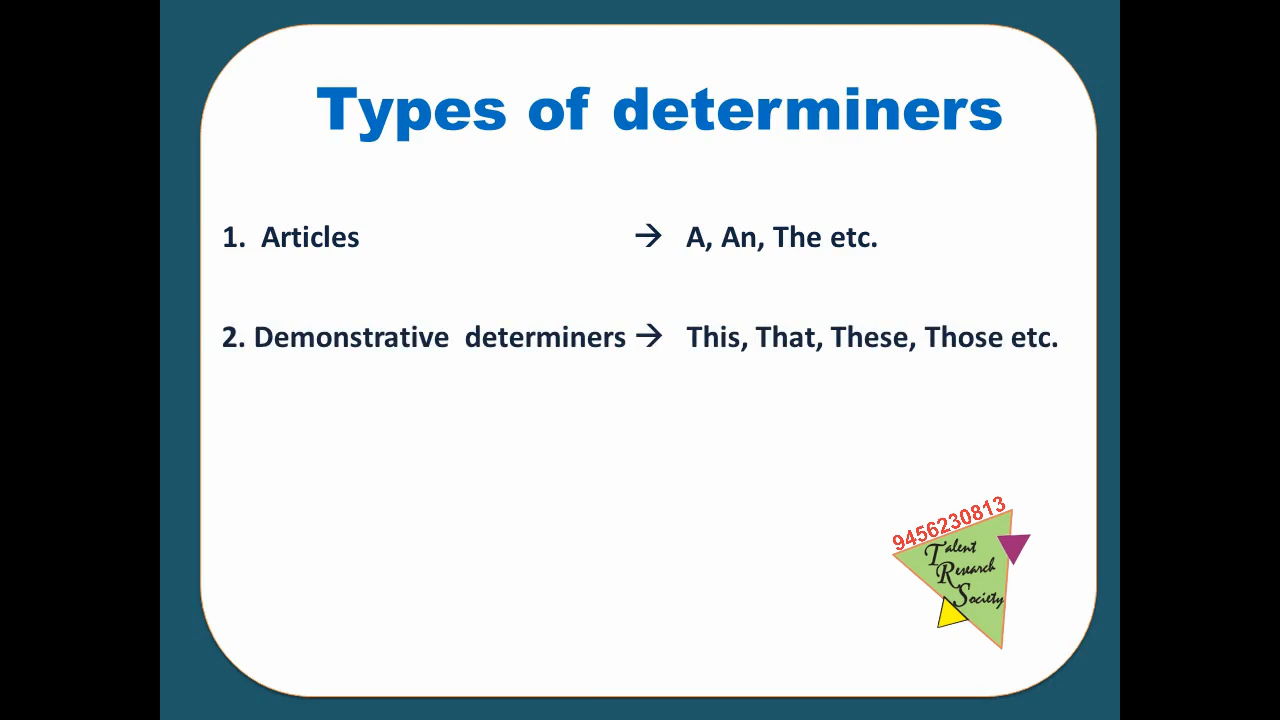 Types of determiners
1. Articles → A, An, The etc.
2. Demonstrative determiners → This, That, These, Those etc.
9456230813
Talent
Research
Society